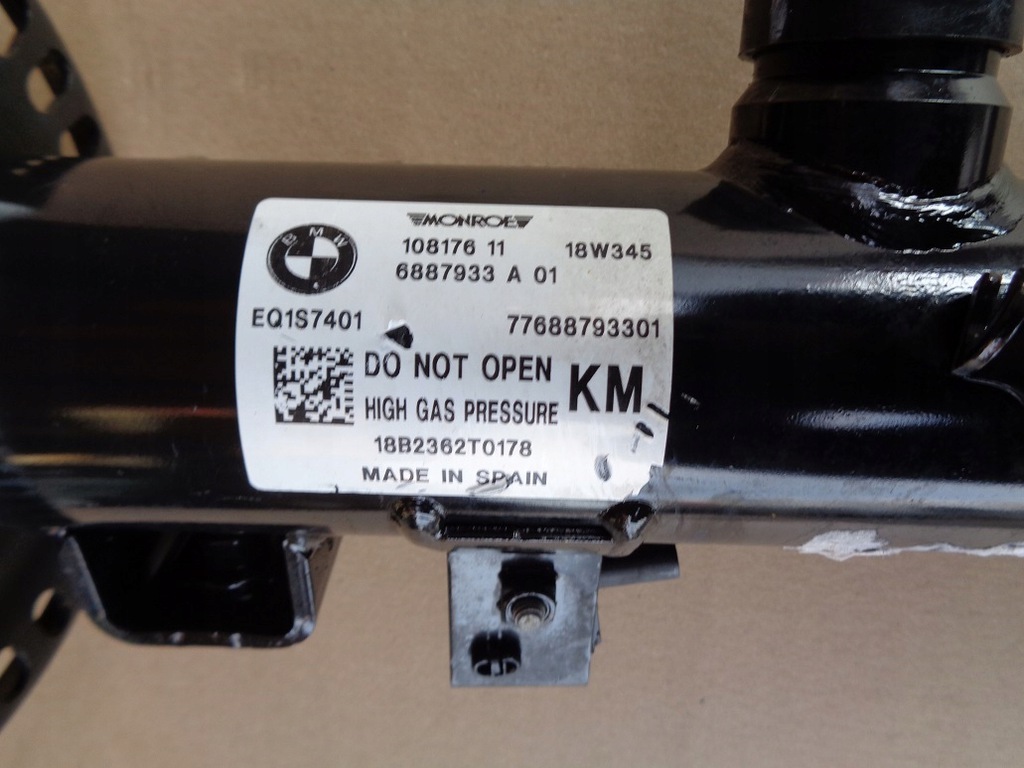 MONROE
BMW
108176 11 18W345
6887933 A 01
EQ1S7401 77688793301
DO NOT OPEN
KM
HIGH GAS PRESSURE
18B2362T0178
MADE IN SPAIN